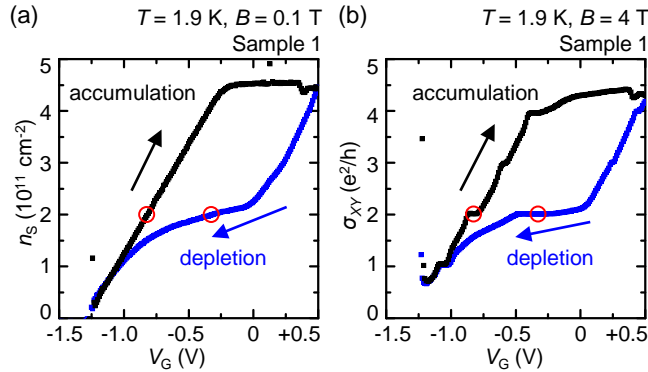 (a)
T = 1.9 K, B = 0.1 T
Sample 1
5
4
3
2
1
0
n_S (10^11 cm^-2)
accumulation
depletion
-1.5 -1.0 -0.5 0 +0.5
V_G (V)
(b)
T = 1.9 K, B = 4 T
Sample 1
5
4
3
2
1
0
σ_XY (e^2/h)
accumulation
depletion
-1.5 -1.0 -0.5 0 +0.5
V_G (V)